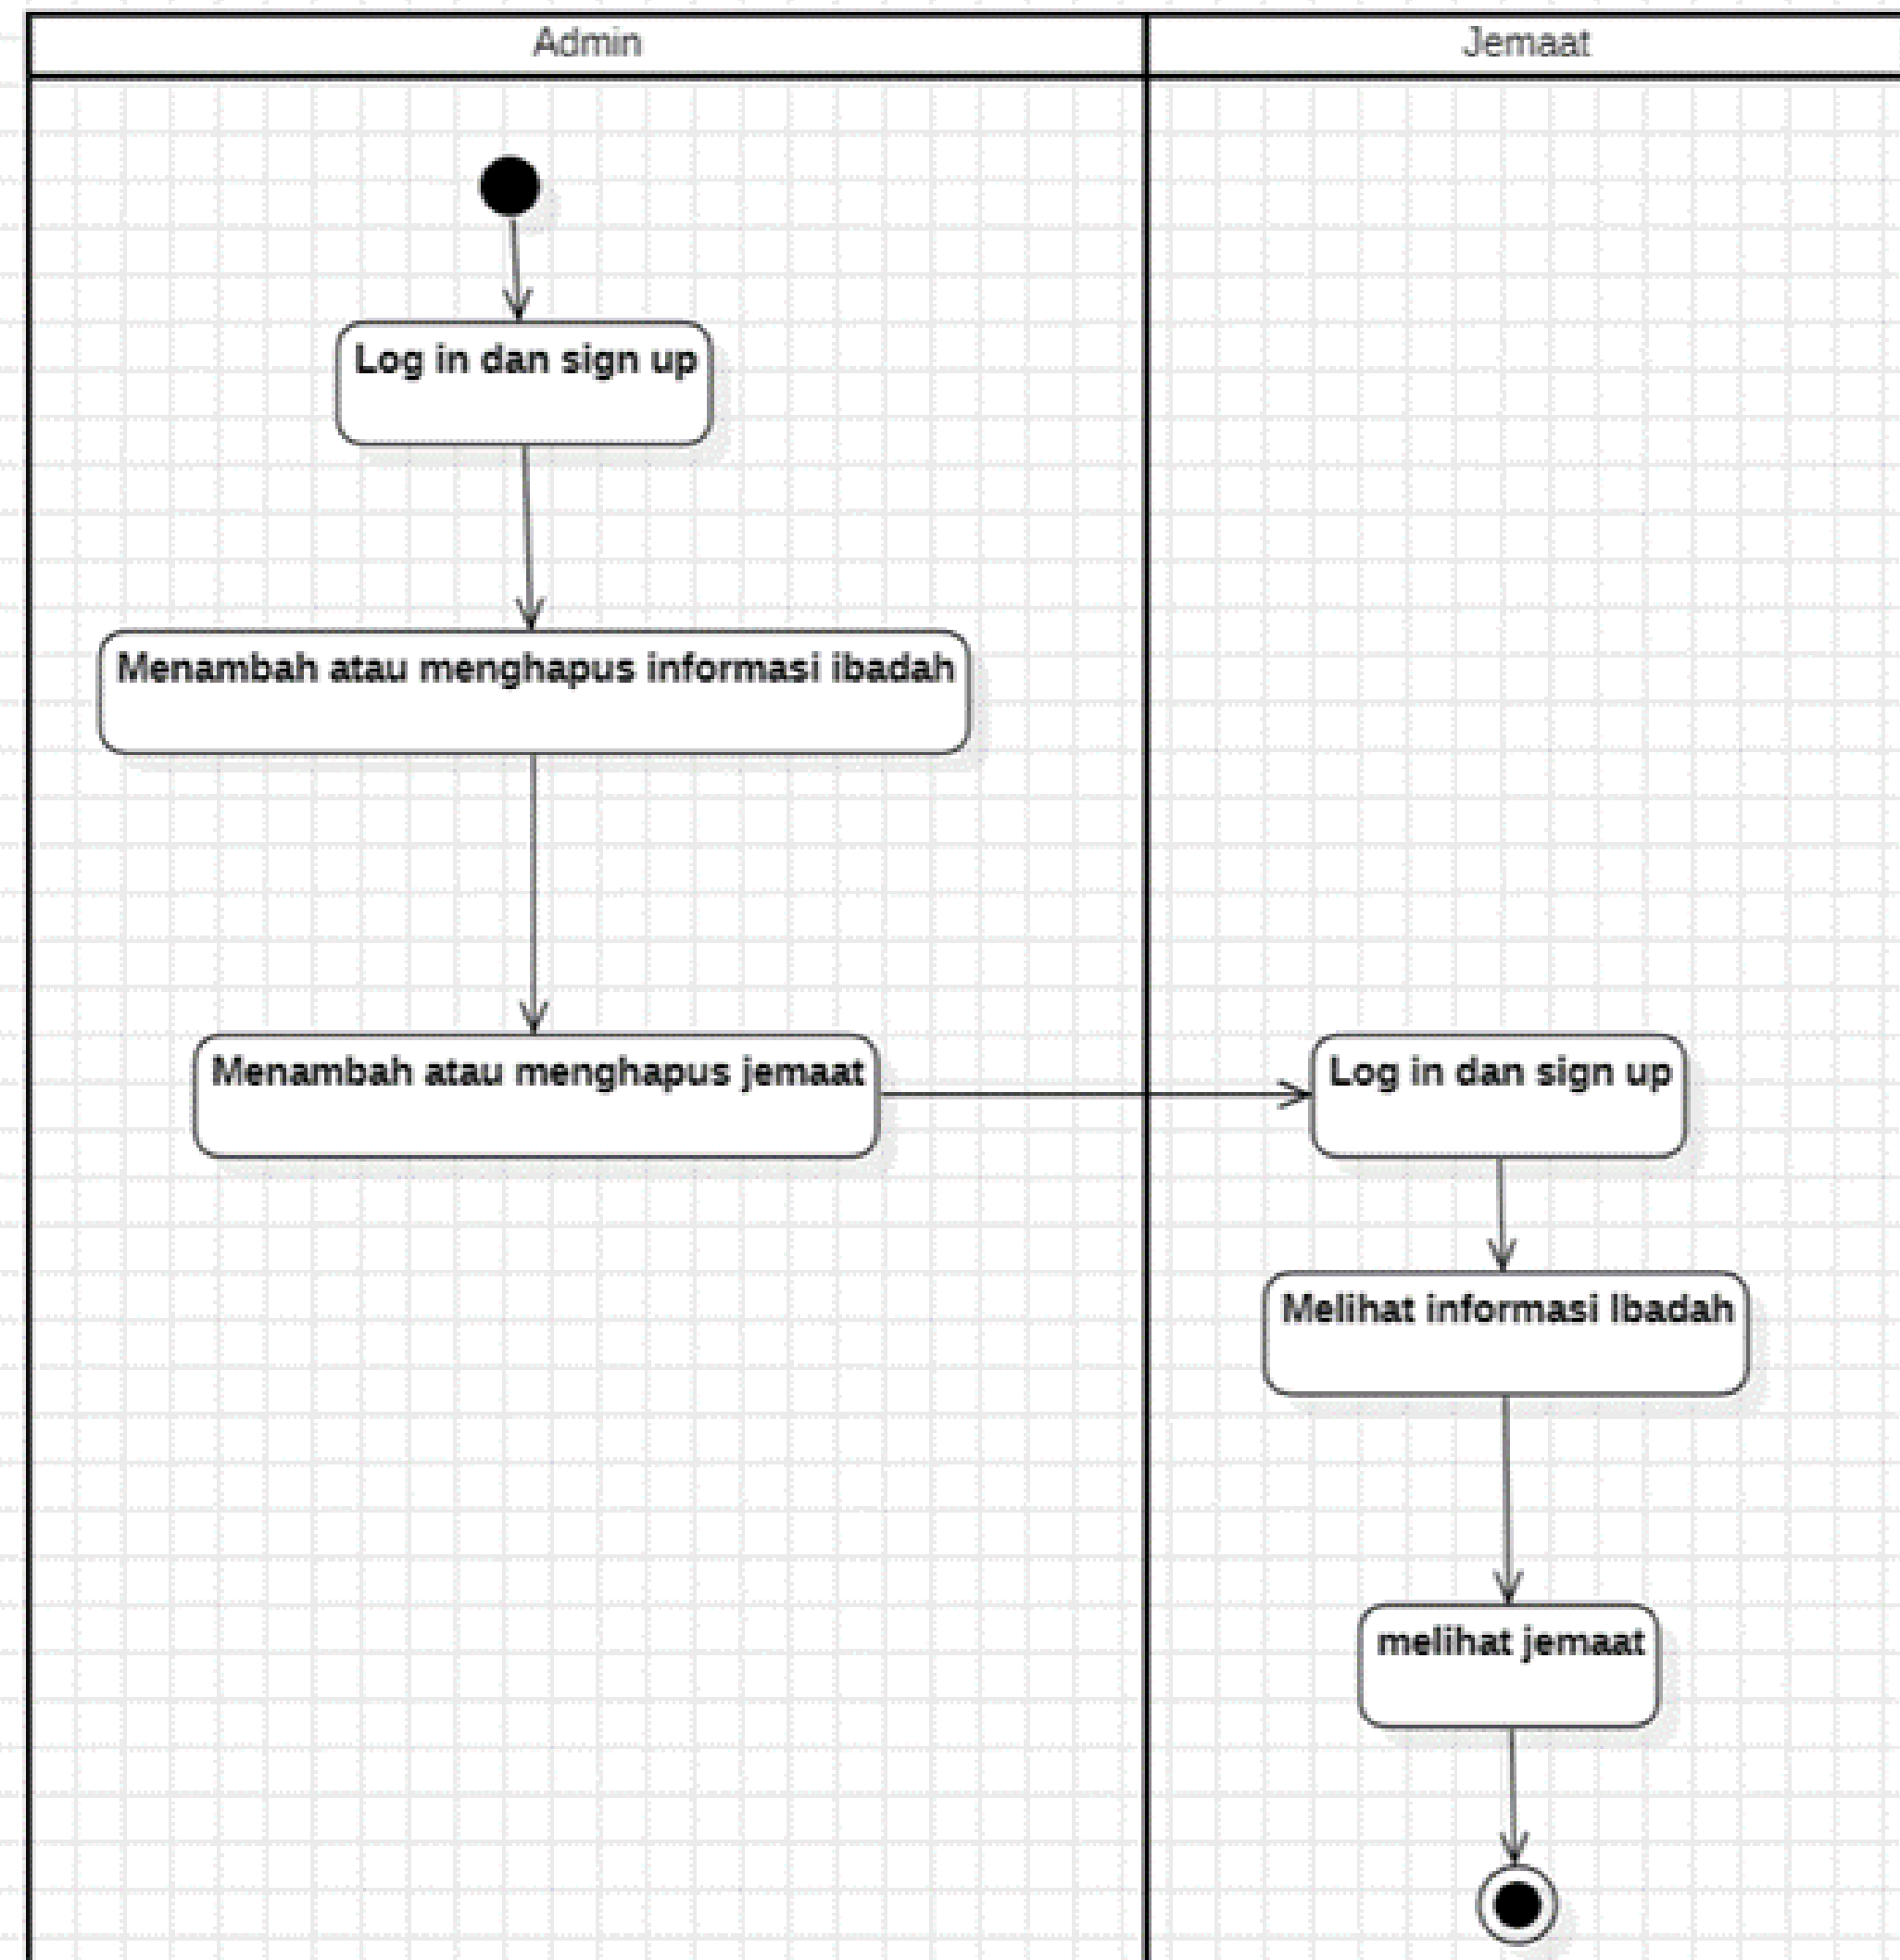 Admin
Jemaat
Log in dan sign up
Menambah atau menghapus informasi ibadah
Menambah atau menghapus jemaat
Log in dan sign up
Melihat informasi Ibadah
melihat jemaat